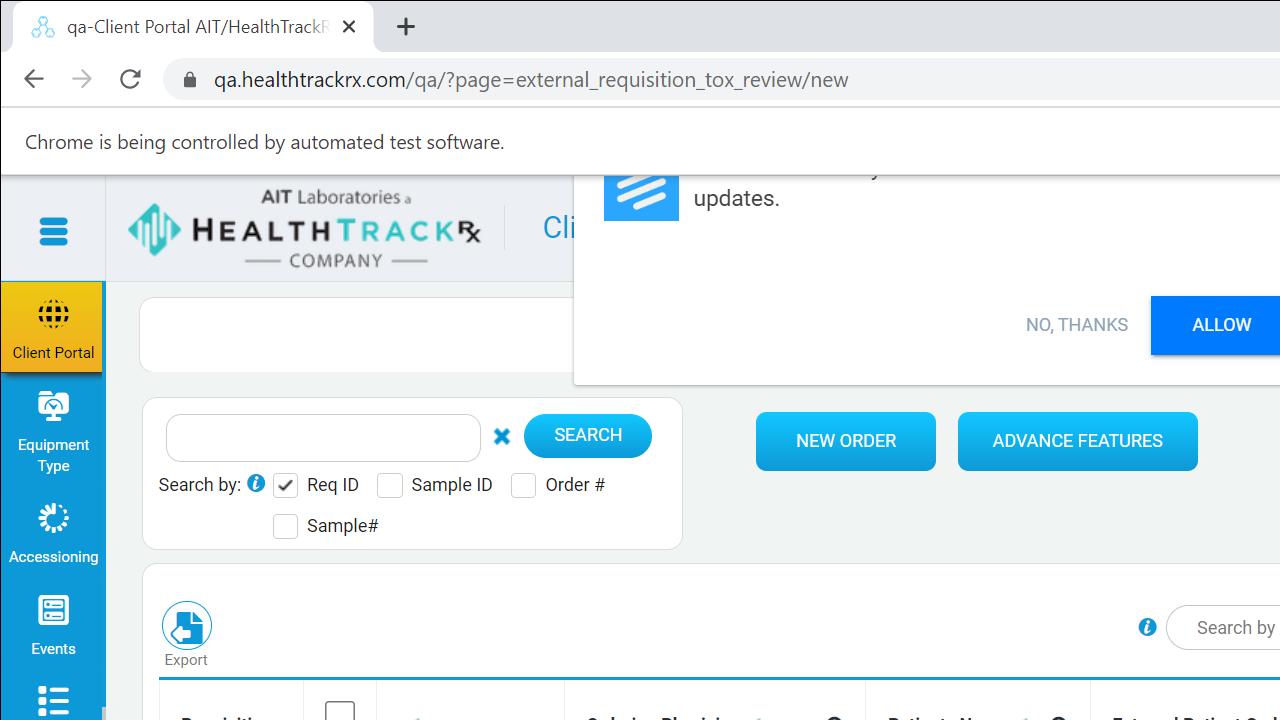 qa-Client Portal AIT/HealthTrackR
qa.healthtrackrx.com/qa/?page=external_requisition_tox_review/new
Chrome is being controlled by automated test software.
AIT Laboratories a
HEALTHTRACKRx
COMPANY
Cli
updates.
NO, THANKS
ALLOW
Client Portal
Equipment
Type
Accessioning
Events
SEARCH
NEW ORDER
ADVANCE FEATURES
Search by:
Req ID
Sample ID
Order #
Sample#
Export
Search by